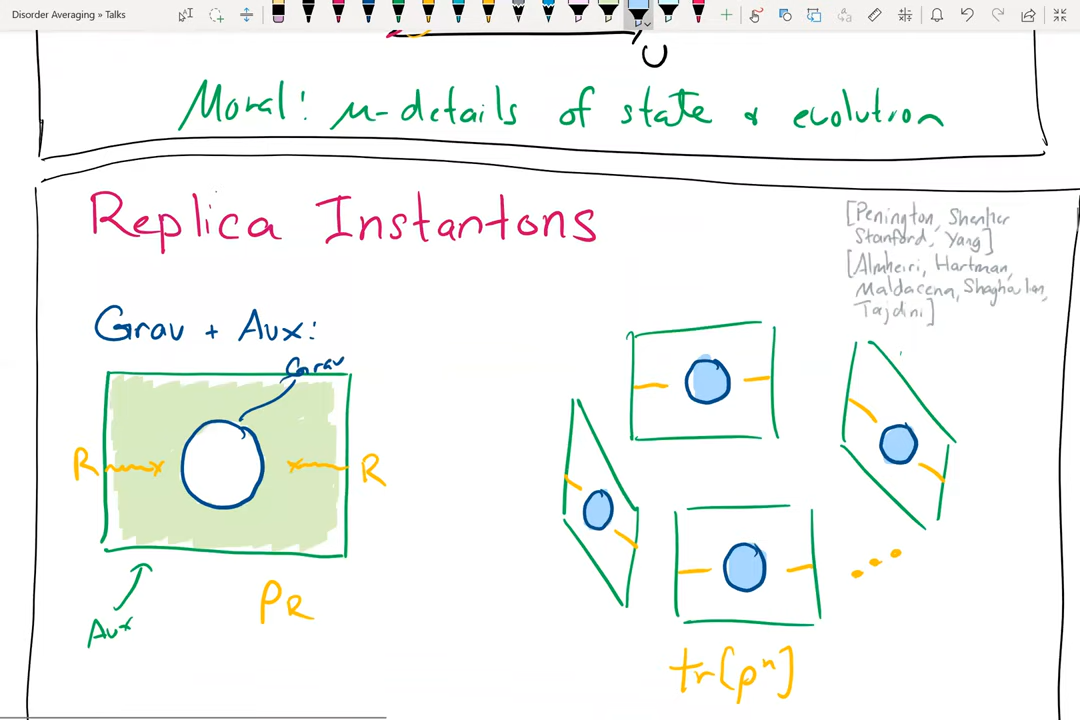 Disorder Averaging » Talks
U
Moral: μ-details of state & evolution
Replica Instantons
[Penington, Shenker
Stanford, Yang]
[Almheiri, Hartman,
Maldacena, Shaghoulian,
Tajdini]
Grav + Aux:
Grav
R
R
Aux
ρR
tr[ρⁿ]